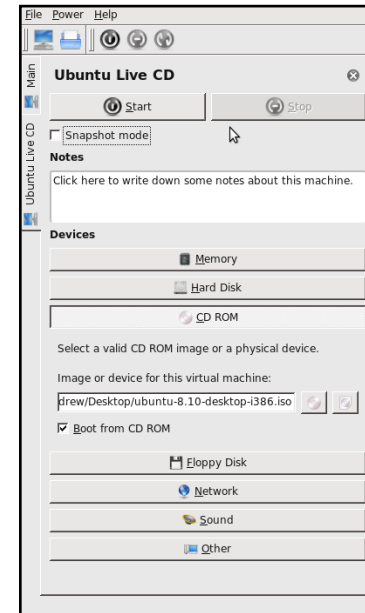 File Power Help
Main
Ubuntu Live CD
Ubuntu Live CD
Start Stop
Snapshot mode
Notes
Click here to write down some notes about this machine.
Devices
Memory
Hard Disk
CD ROM
Select a valid CD ROM image or a physical device.
Image or device for this virtual machine:
drew/Desktop/ubuntu-8.10-desktop-i386.iso
Boot from CD ROM
Floppy Disk
Network
Sound
Other